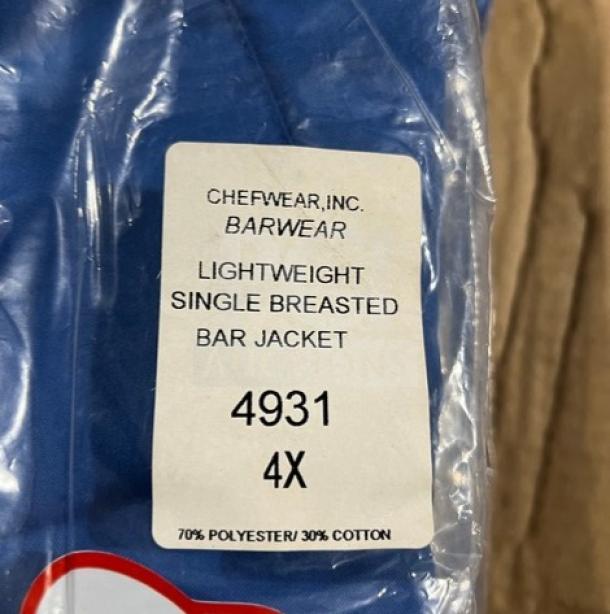 CHEFWEAR,INC.
BARWEAR
LIGHTWEIGHT
SINGLE BREASTED
BAR JACKET
4931
4X
70% POLYESTER/ 30% COTTON